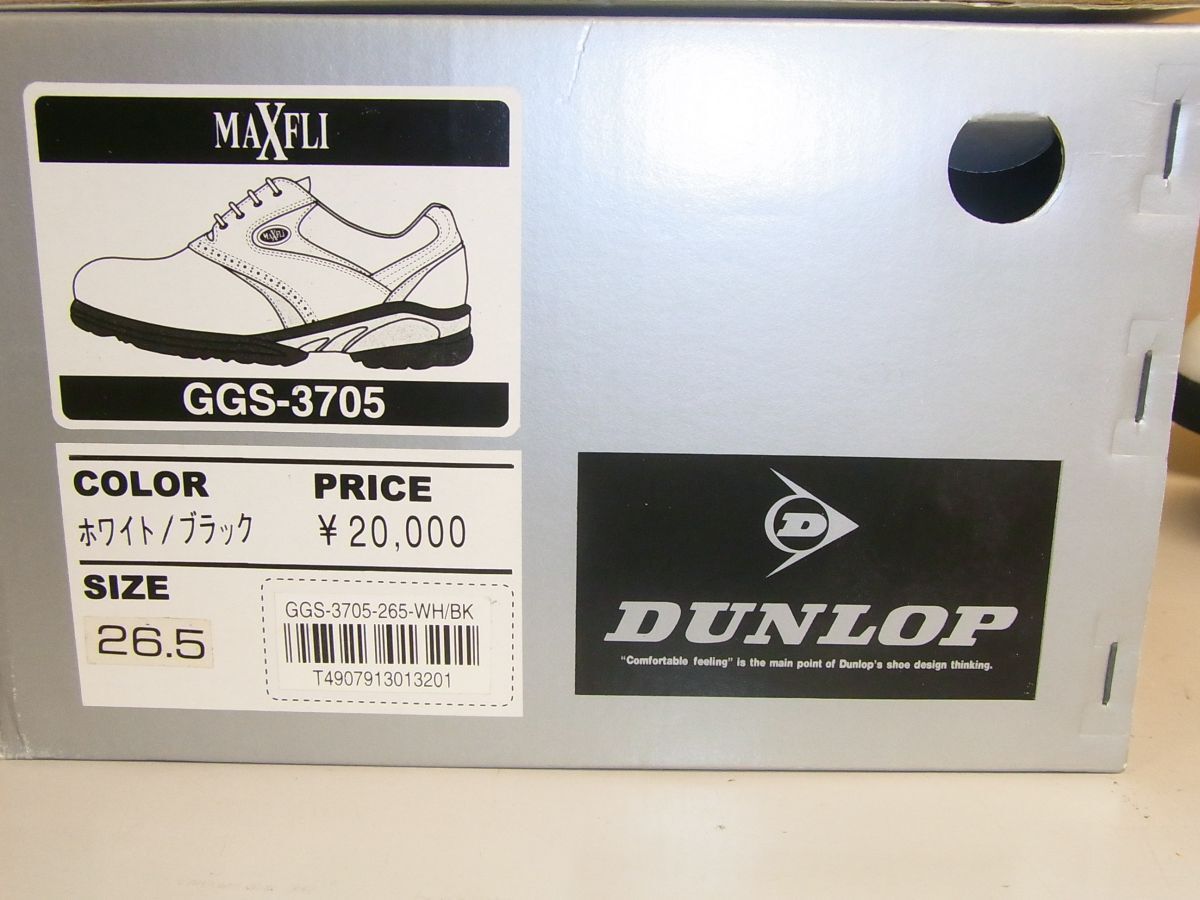 MAXFLI
MAXFLI
GGS-3705
COLOR
ホワイト/ブラック
PRICE
¥20,000
SIZE
26.5
GGS-3705-265-WH/BK
T4907913013201
D
DUNLOP
"Comfortable feeling" is the main point of Dunlop's shoe design thinking.